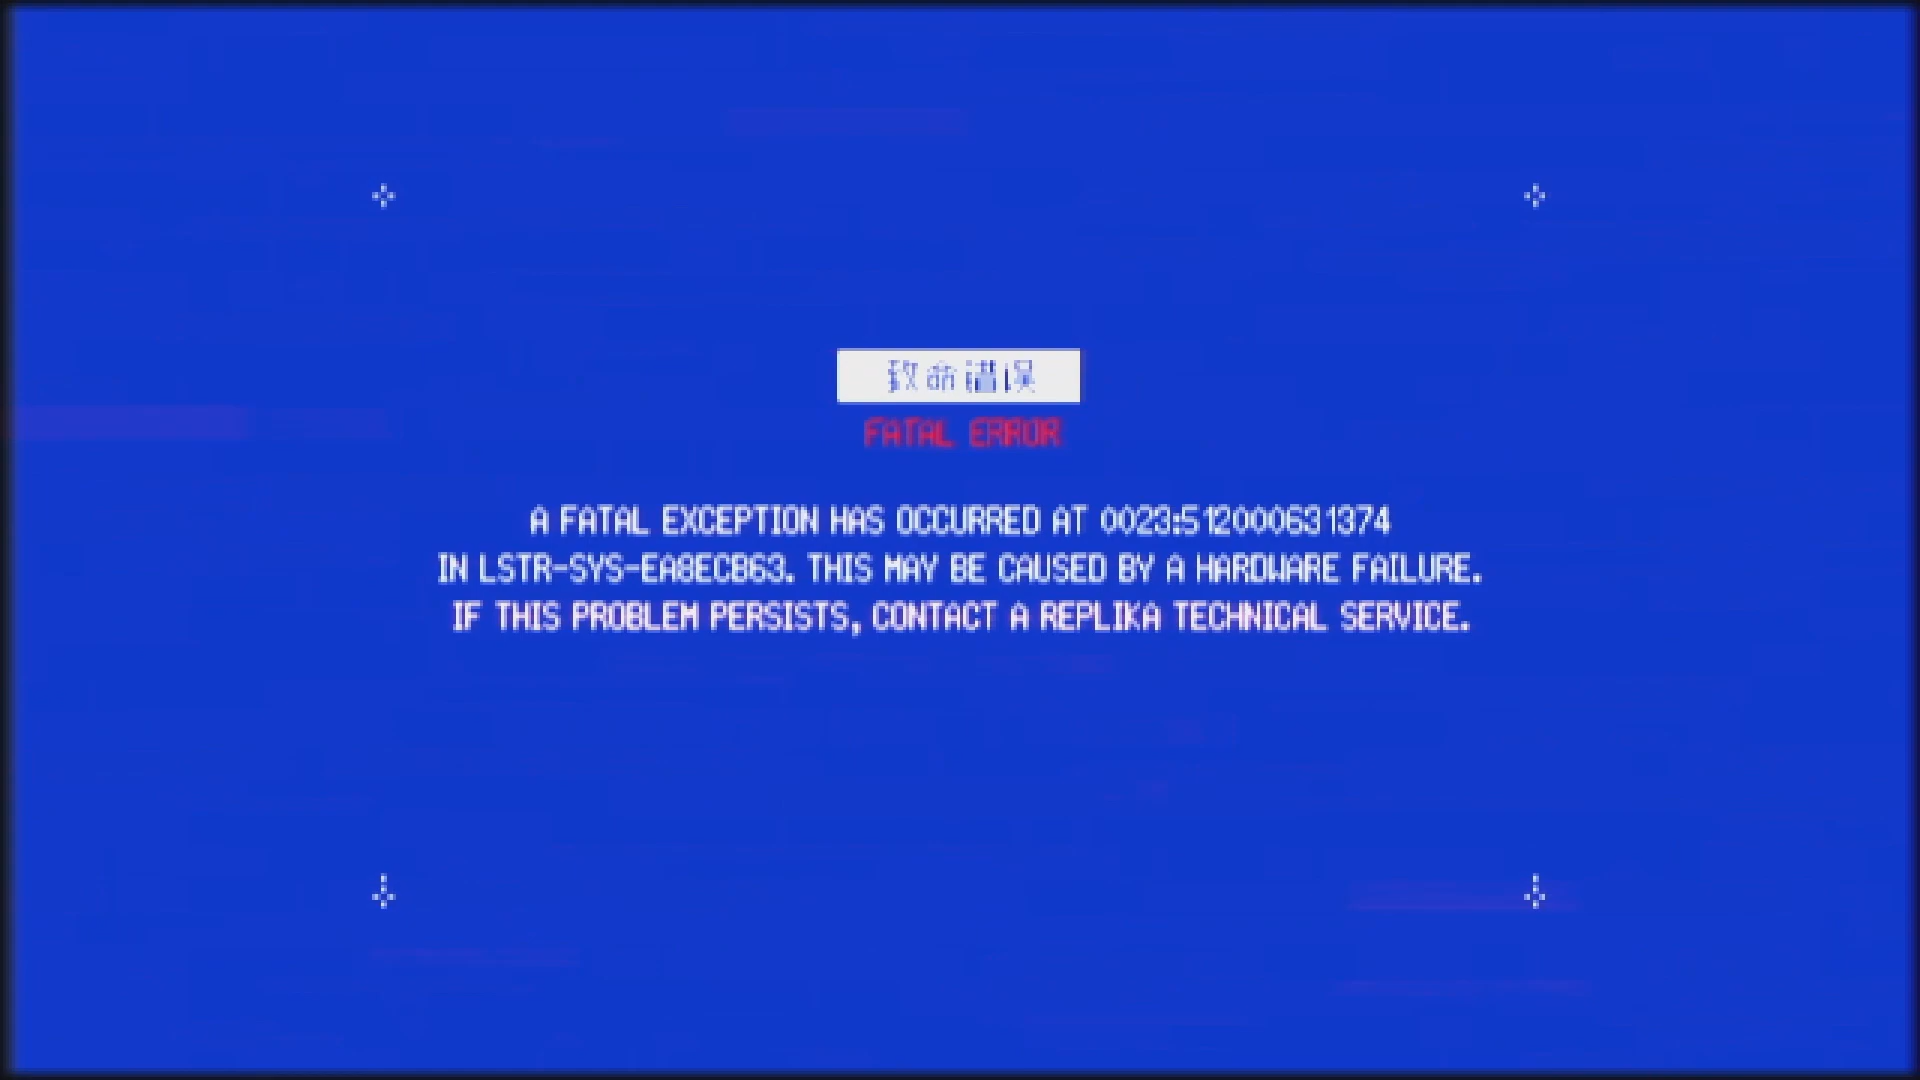 致命错误
FATAL ERROR
A FATAL EXCEPTION HAS OCCURRED AT 0023:512000631374
IN LSTR-SYS-EA8ECB63. THIS MAY BE CAUSED BY A HARDWARE FAILURE.
IF THIS PROBLEM PERSISTS, CONTACT A REPLIKA TECHNICAL SERVICE.